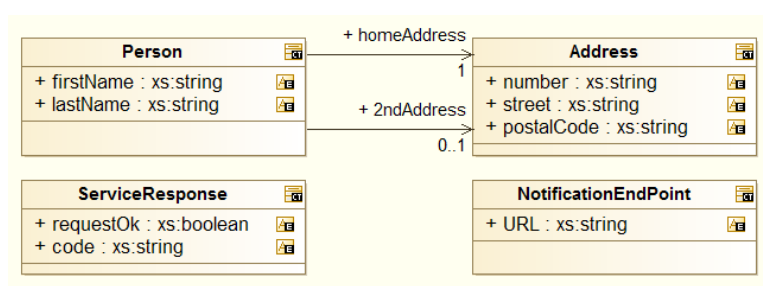 Person
+ firstName : xs:string
+ lastName : xs:string
+ homeAddress
1
+ 2ndAddress
0..1
Address
+ number : xs:string
+ street : xs:string
+ postalCode : xs:string
ServiceResponse
+ requestOk : xs:boolean
+ code : xs:string
NotificationEndPoint
+ URL : xs:string